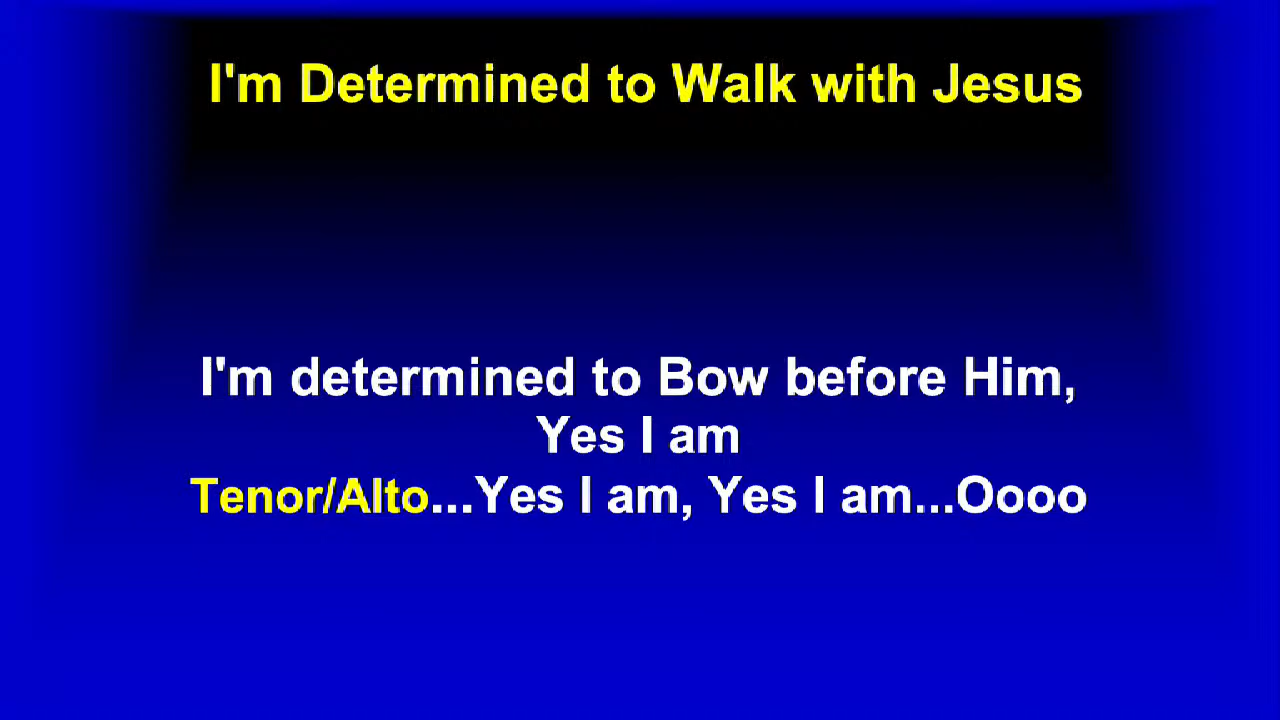 I'm Determined to Walk with Jesus
I'm determined to Bow before Him,
Yes I am
Tenor/Alto...Yes I am, Yes I am...Oooo